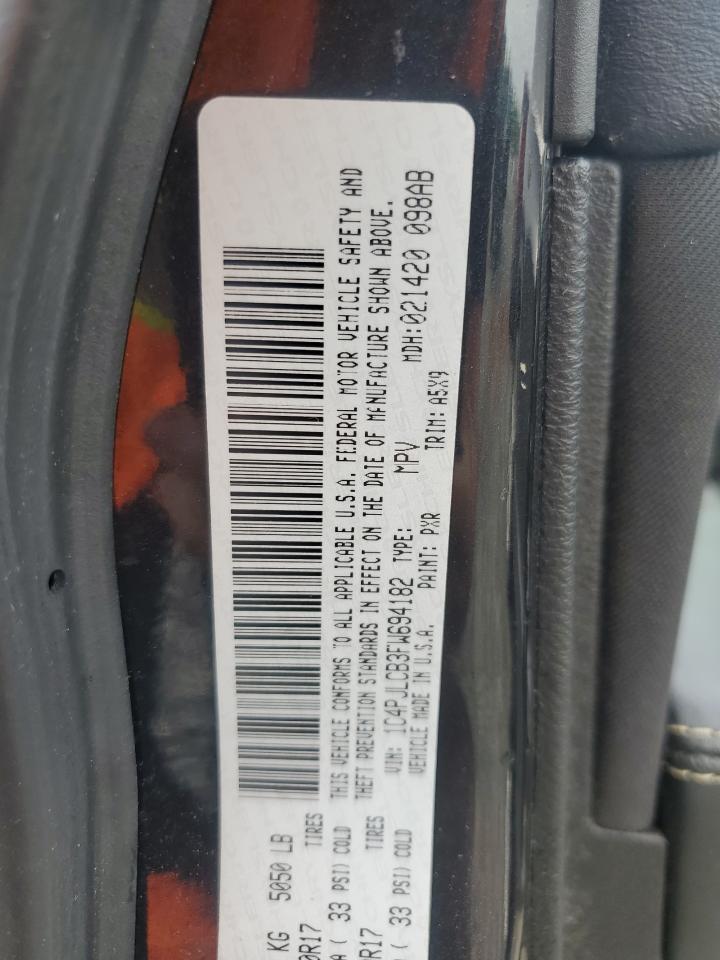 KG 5050 LB
0R17 TIRES
A ( 33 PSI) COLD
THIS VEHICLE CONFORMS TO ALL APPLICABLE U.S.A. FEDERAL MOTOR VEHICLE SAFETY AND
R17 TIRES
( 33 PSI) COLD
THEFT PREVENTION STANDARDS IN EFFECT ON THE DATE OF MANUFACTURE SHOWN ABOVE.
VIN: 1C4PJLCB3FW694182 TYPE: MPV MDH:021420 098AB
VEHICLE MADE IN U.S.A. PAINT: PXR TRIM: A5X9